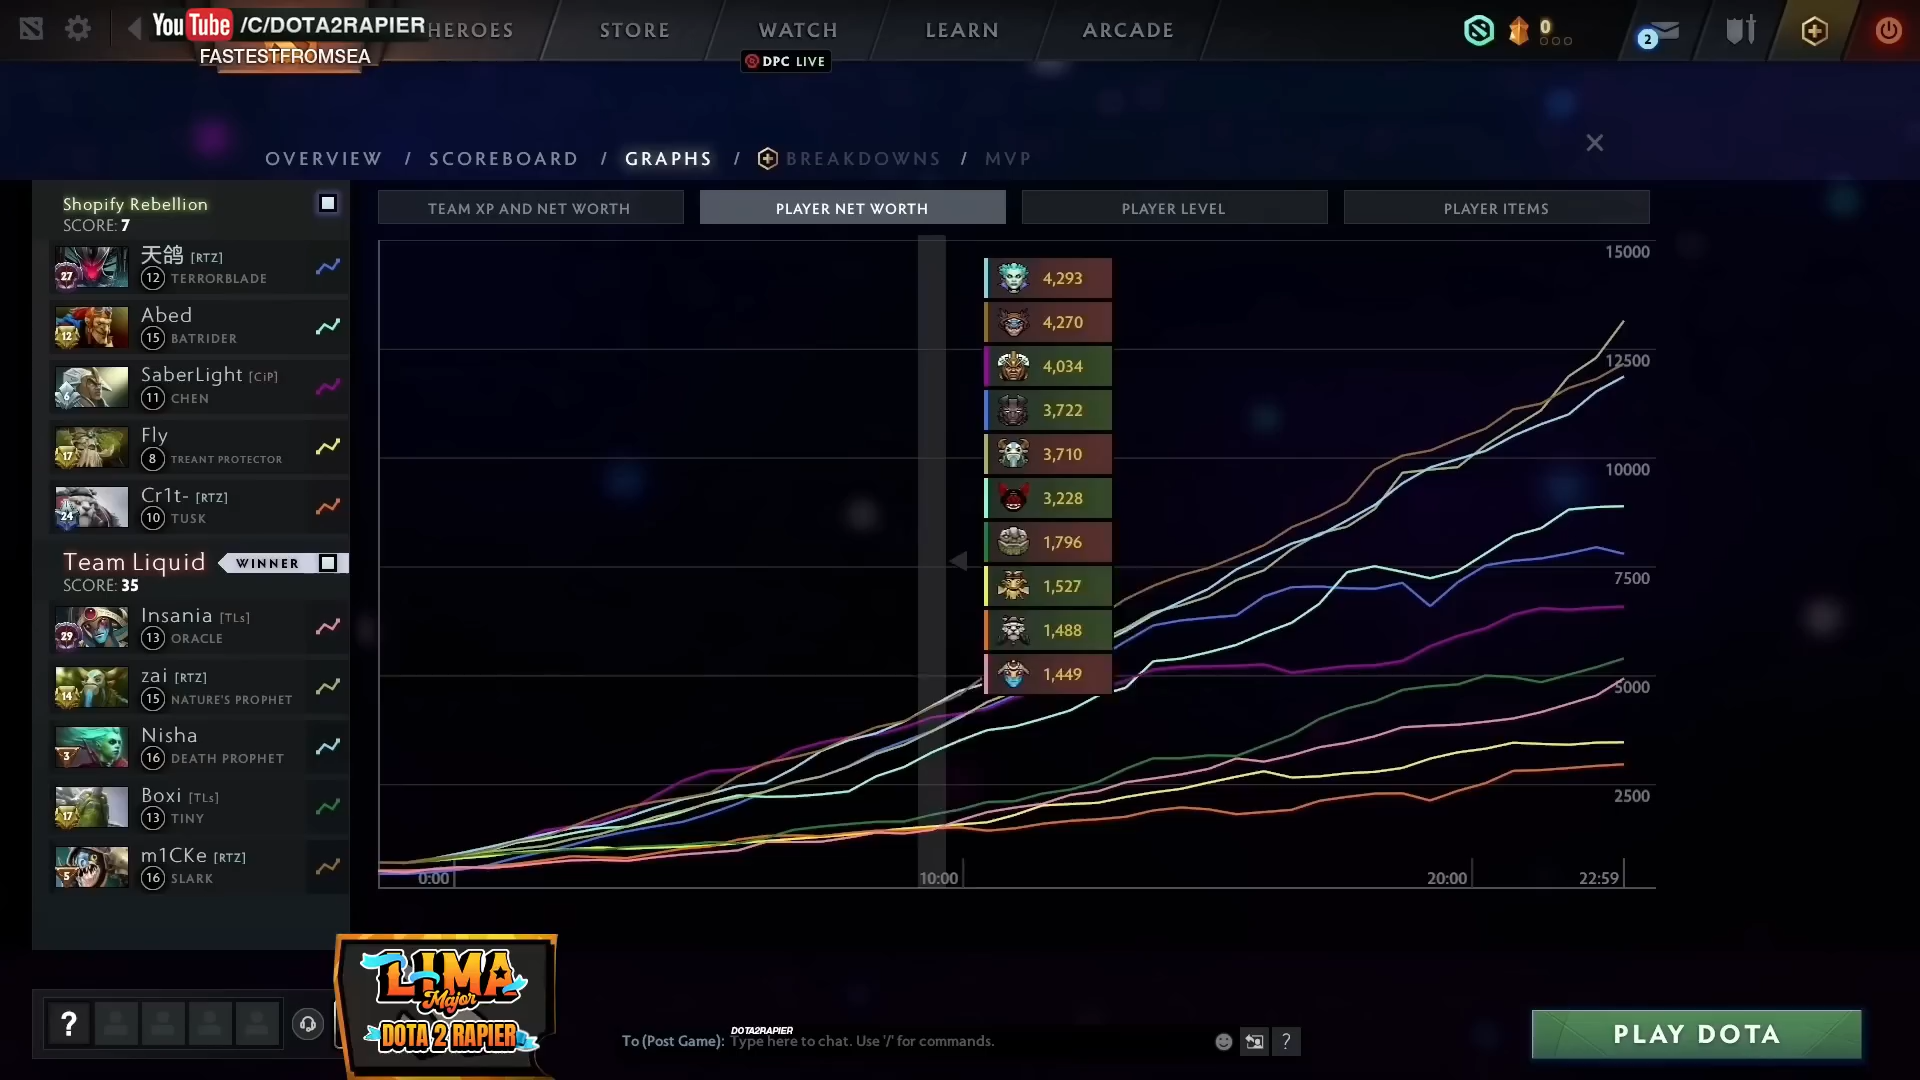 YouTube /C/DOTA2RAPIER
FASTESTFROMSEA
HEROES
STORE
WATCH
LEARN
ARCADE
0
2
DPC LIVE
OVERVIEW / SCOREBOARD / GRAPHS / BREAKDOWNS / MVP
TEAM XP AND NET WORTH
PLAYER NET WORTH
PLAYER LEVEL
PLAYER ITEMS
Shopify Rebellion
SCORE: 7
27
天鸽 [RTZ]
12 TERRORBLADE
12
Abed
15 BATRIDER
6
SaberLight [CiP]
11 CHEN
17
Fly
8 TREANT PROTECTOR
24
Cr1t- [RTZ]
10 TUSK
Team Liquid
WINNER
SCORE: 35
29
Insania [TLs]
13 ORACLE
14
zai [RTZ]
15 NATURE'S PROPHET
3
Nisha
16 DEATH PROPHET
17
Boxi [TLs]
13 TINY
5
m1CKe [RTZ]
16 SLARK
4,293
4,270
4,034
3,722
3,710
3,228
1,796
1,527
1,488
1,449
15000
12500
10000
7500
5000
2500
0:00
10:00
20:00
22:59
?
LIMA
Major
DOTA 2 RAPIER
DOTA2RAPIER
To (Post Game): Type here to chat. Use '/' for commands.
?
PLAY DOTA